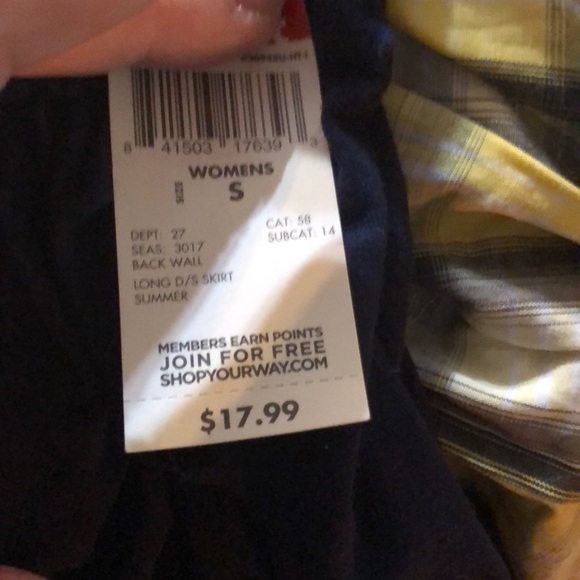 8 41503 17639 3
WOMENS
SIZE S
DEPT: 27 CAT: 58
SEAS: 3017 SUBCAT: 14
BACK WALL
LONG D/S SKIRT
SUMMER
MEMBERS EARN POINTS
JOIN FOR FREE
SHOPYOURWAY.COM
$17.99